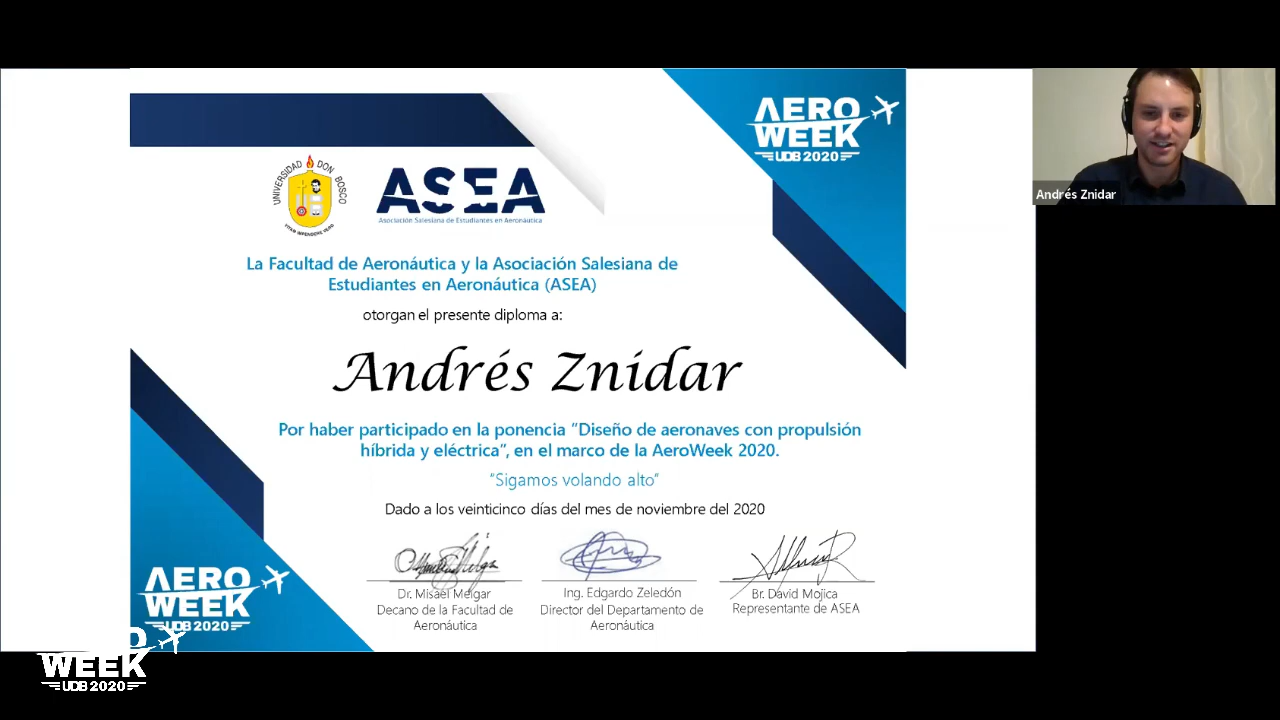 AERO
WEEK
UDB 2020
UNIVERSIDAD DON BOSCO
ASEA
Asociación Salesiana de Estudiantes en Aeronáutica
La Facultad de Aeronáutica y la Asociación Salesiana de
Estudiantes en Aeronáutica (ASEA)
otorgan el presente diploma a:
Andrés Znidar
Por haber participado en la ponencia “Diseño de aeronaves con propulsión
híbrida y eléctrica”, en el marco de la AeroWeek 2020.
“Sigamos volando alto”
Dado a los veinticinco días del mes de noviembre del 2020
Dr. Misael Melgar
Decano de la Facultad de
Aeronáutica
Ing. Edgardo Zeledón
Director del Departamento de
Aeronáutica
Br. David Mojica
Representante de ASEA
AERO
WEEK
UDB 2020
WEEK
UDB 2020
Andrés Znidar